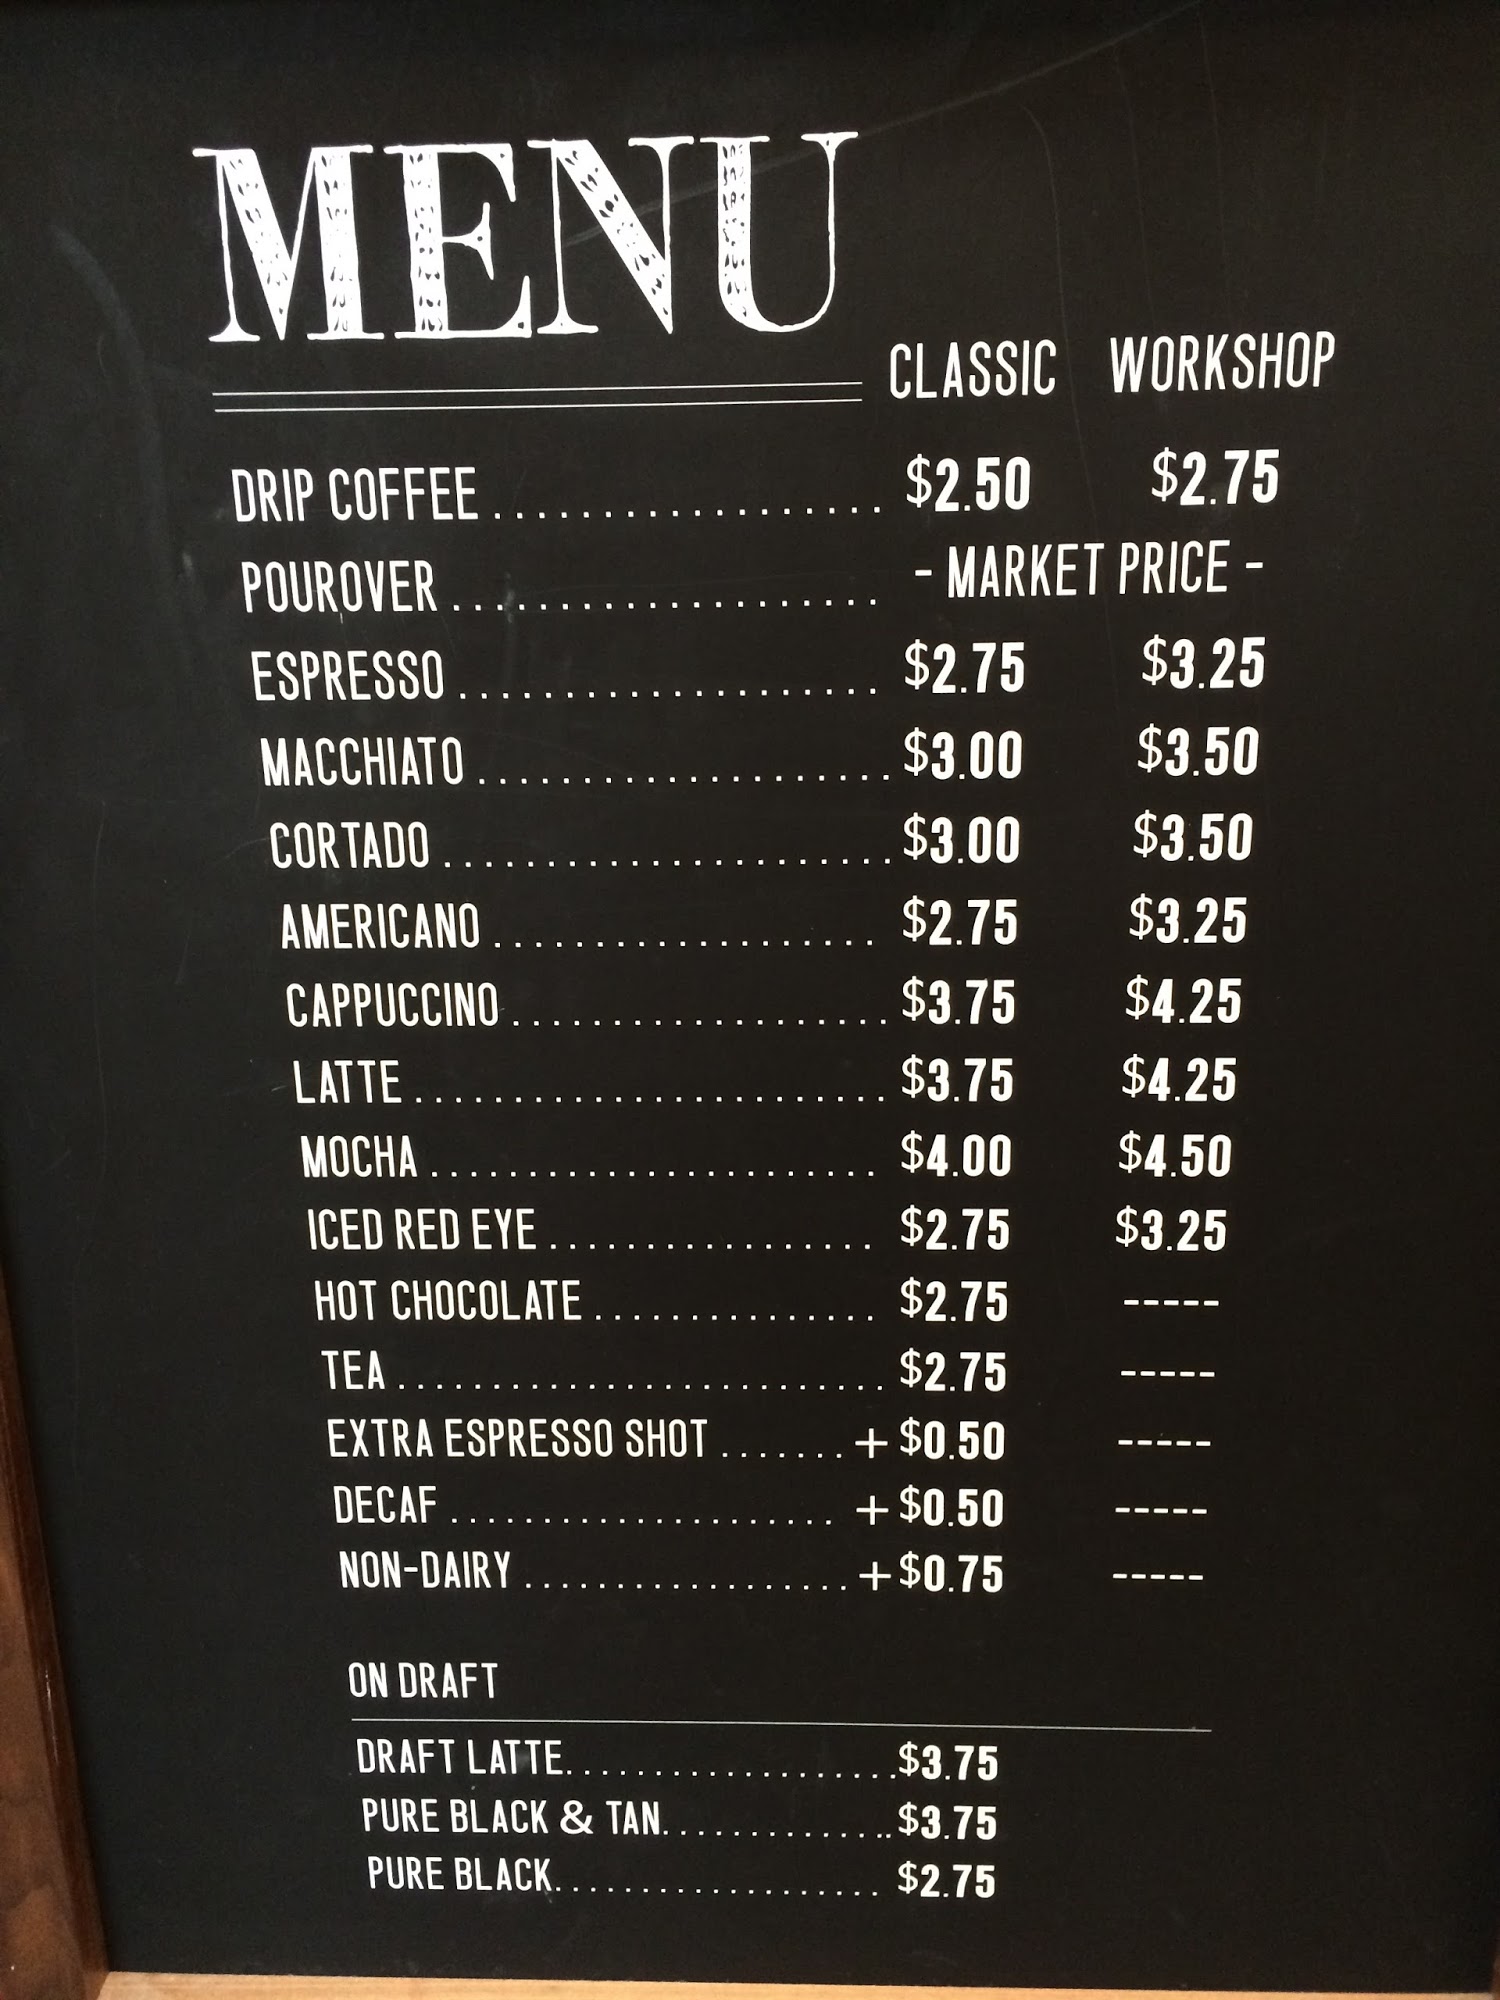 MENU
CLASSIC WORKSHOP
DRIP COFFEE .................. $2.50 $2.75
POUROVER .................... - MARKET PRICE -
ESPRESSO .................... $2.75 $3.25
MACCHIATO .................... $3.00 $3.50
CORTADO ...................... $3.00 $3.50
AMERICANO ................... $2.75 $3.25
CAPPUCCINO ................... $3.75 $4.25
LATTE ........................ $3.75 $4.25
MOCHA ....................... $4.00 $4.50
ICED RED EYE ................. $2.75 $3.25
HOT CHOCOLATE ............... $2.75 -----
TEA .......................... $2.75 -----
EXTRA ESPRESSO SHOT ....... + $0.50 -----
DECAF ..................... + $0.50 -----
NON-DAIRY .................. + $0.75 -----
ON DRAFT
DRAFT LATTE.................... $3.75
PURE BLACK & TAN.............. $3.75
PURE BLACK................... $2.75